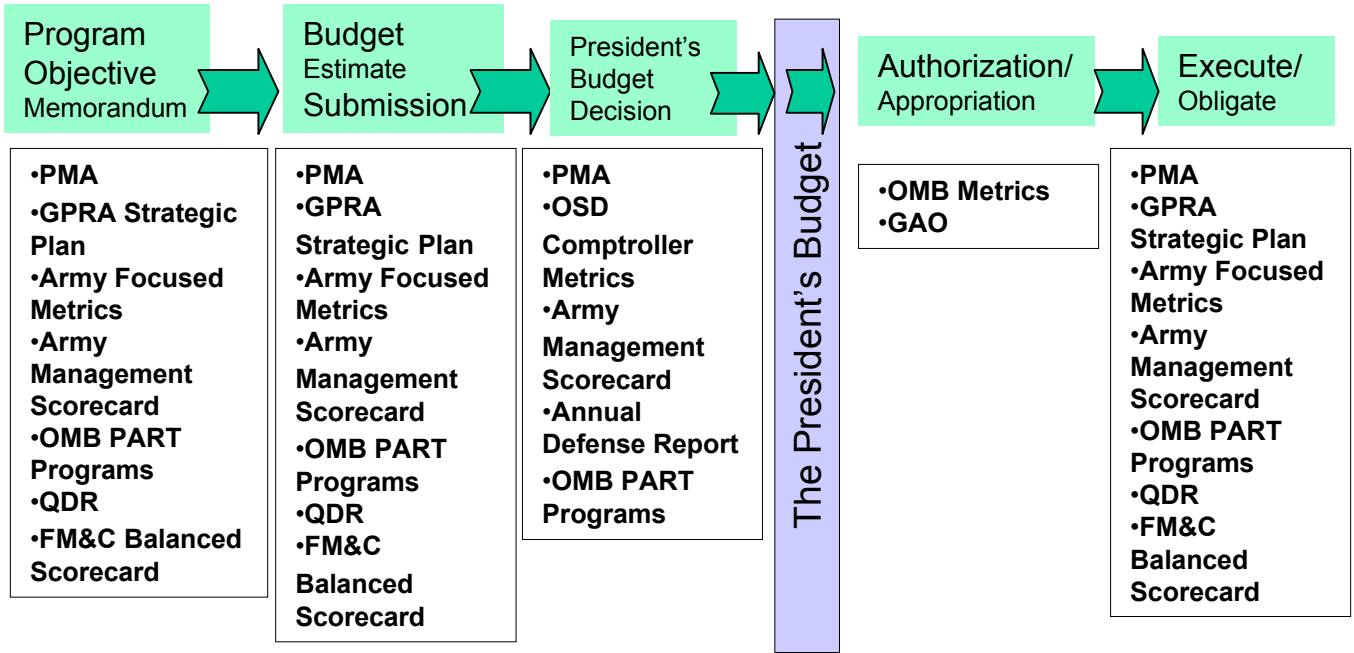 Program
Objective
Memorandum
•PMA
•GPRA Strategic
Plan
•Army Focused
Metrics
•Army
Management
Scorecard
•OMB PART
Programs
•QDR
•FM&C Balanced
Scorecard
Budget
Estimate
Submission
•PMA
•GPRA
Strategic Plan
•Army Focused
Metrics
•Army
Management
Scorecard
•OMB PART
Programs
•QDR
•FM&C
Balanced
Scorecard
President’s
Budget
Decision
•PMA
•OSD
Comptroller
Metrics
•Army
Management
Scorecard
•Annual
Defense Report
•OMB PART
Programs
The President’s Budget
Authorization/
Appropriation
•OMB Metrics
•GAO
Execute/
Obligate
•PMA
•GPRA
Strategic Plan
•Army Focused
Metrics
•Army
Management
Scorecard
•OMB PART
Programs
•QDR
•FM&C
Balanced
Scorecard